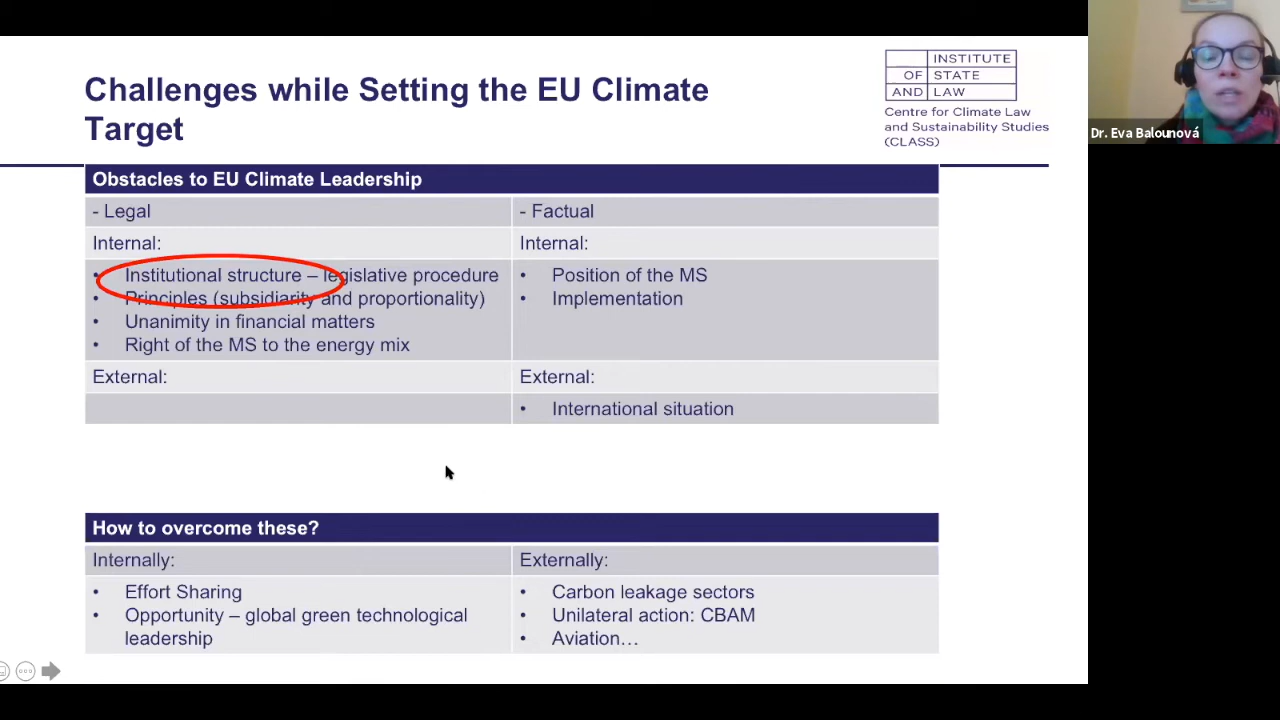 Challenges while Setting the EU Climate
Target
INSTITUTE
OF STATE
AND LAW
Centre for Climate Law
and Sustainability Studies
(CLASS)
Dr. Eva Balounová
Obstacles to EU Climate Leadership
- Legal
- Factual
Internal:
Internal:
• Institutional structure – legislative procedure
• Principles (subsidiarity and proportionality)
• Unanimity in financial matters
• Right of the MS to the energy mix
• Position of the MS
• Implementation
External:
External:
• International situation
How to overcome these?
Internally:
Externally:
• Effort Sharing
• Opportunity – global green technological
leadership
• Carbon leakage sectors
• Unilateral action: CBAM
• Aviation…